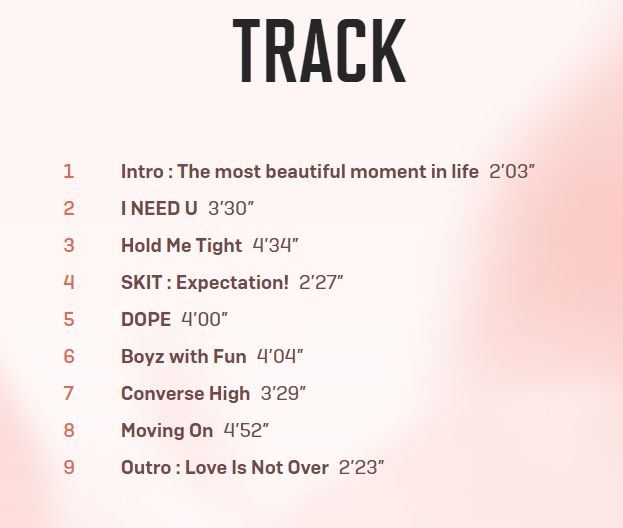 TRACK
1 Intro : The most beautiful moment in life 2’03”
2 I NEED U 3’30”
3 Hold Me Tight 4’34”
4 SKIT : Expectation! 2’27”
5 DOPE 4’00”
6 Boyz with Fun 4’04”
7 Converse High 3’29”
8 Moving On 4’52”
9 Outro : Love Is Not Over 2’23”